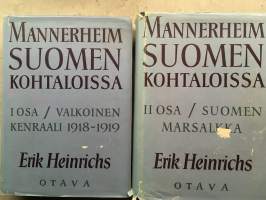 MANNERHEIM
SUOMEN
KOHTALOISSA
I OSA / VALKOINEN
KENRAALI 1918-1919
Erik Heinrichs
OTAVA
MANNERHEIM
SUOMEN
KOHTALOISSA
II OSA / SUOMEN
MARSALKKA
Erik Heinrichs
OTAVA